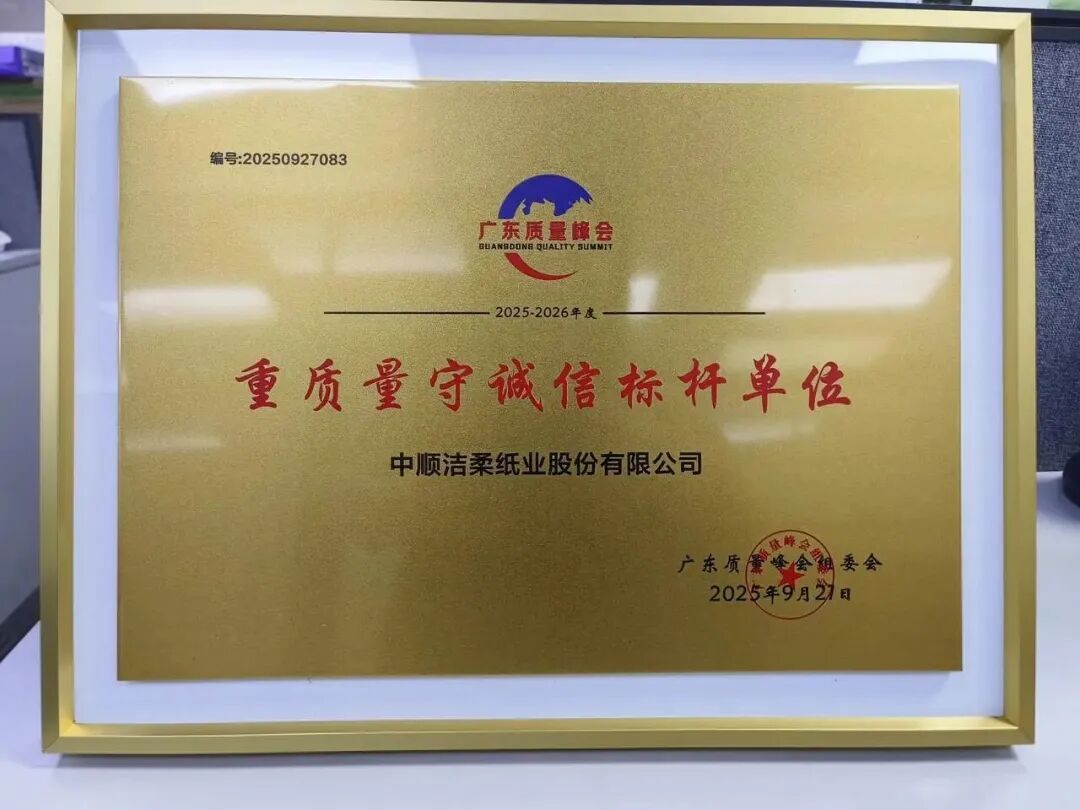 编号:20250927083
广东质量峰会
GUANGDONG QUALITY SUMMIT
2025-2026年度
重质量守诚信标杆单位
中顺洁柔纸业股份有限公司
广东质量峰会组委会
2025年9月27日